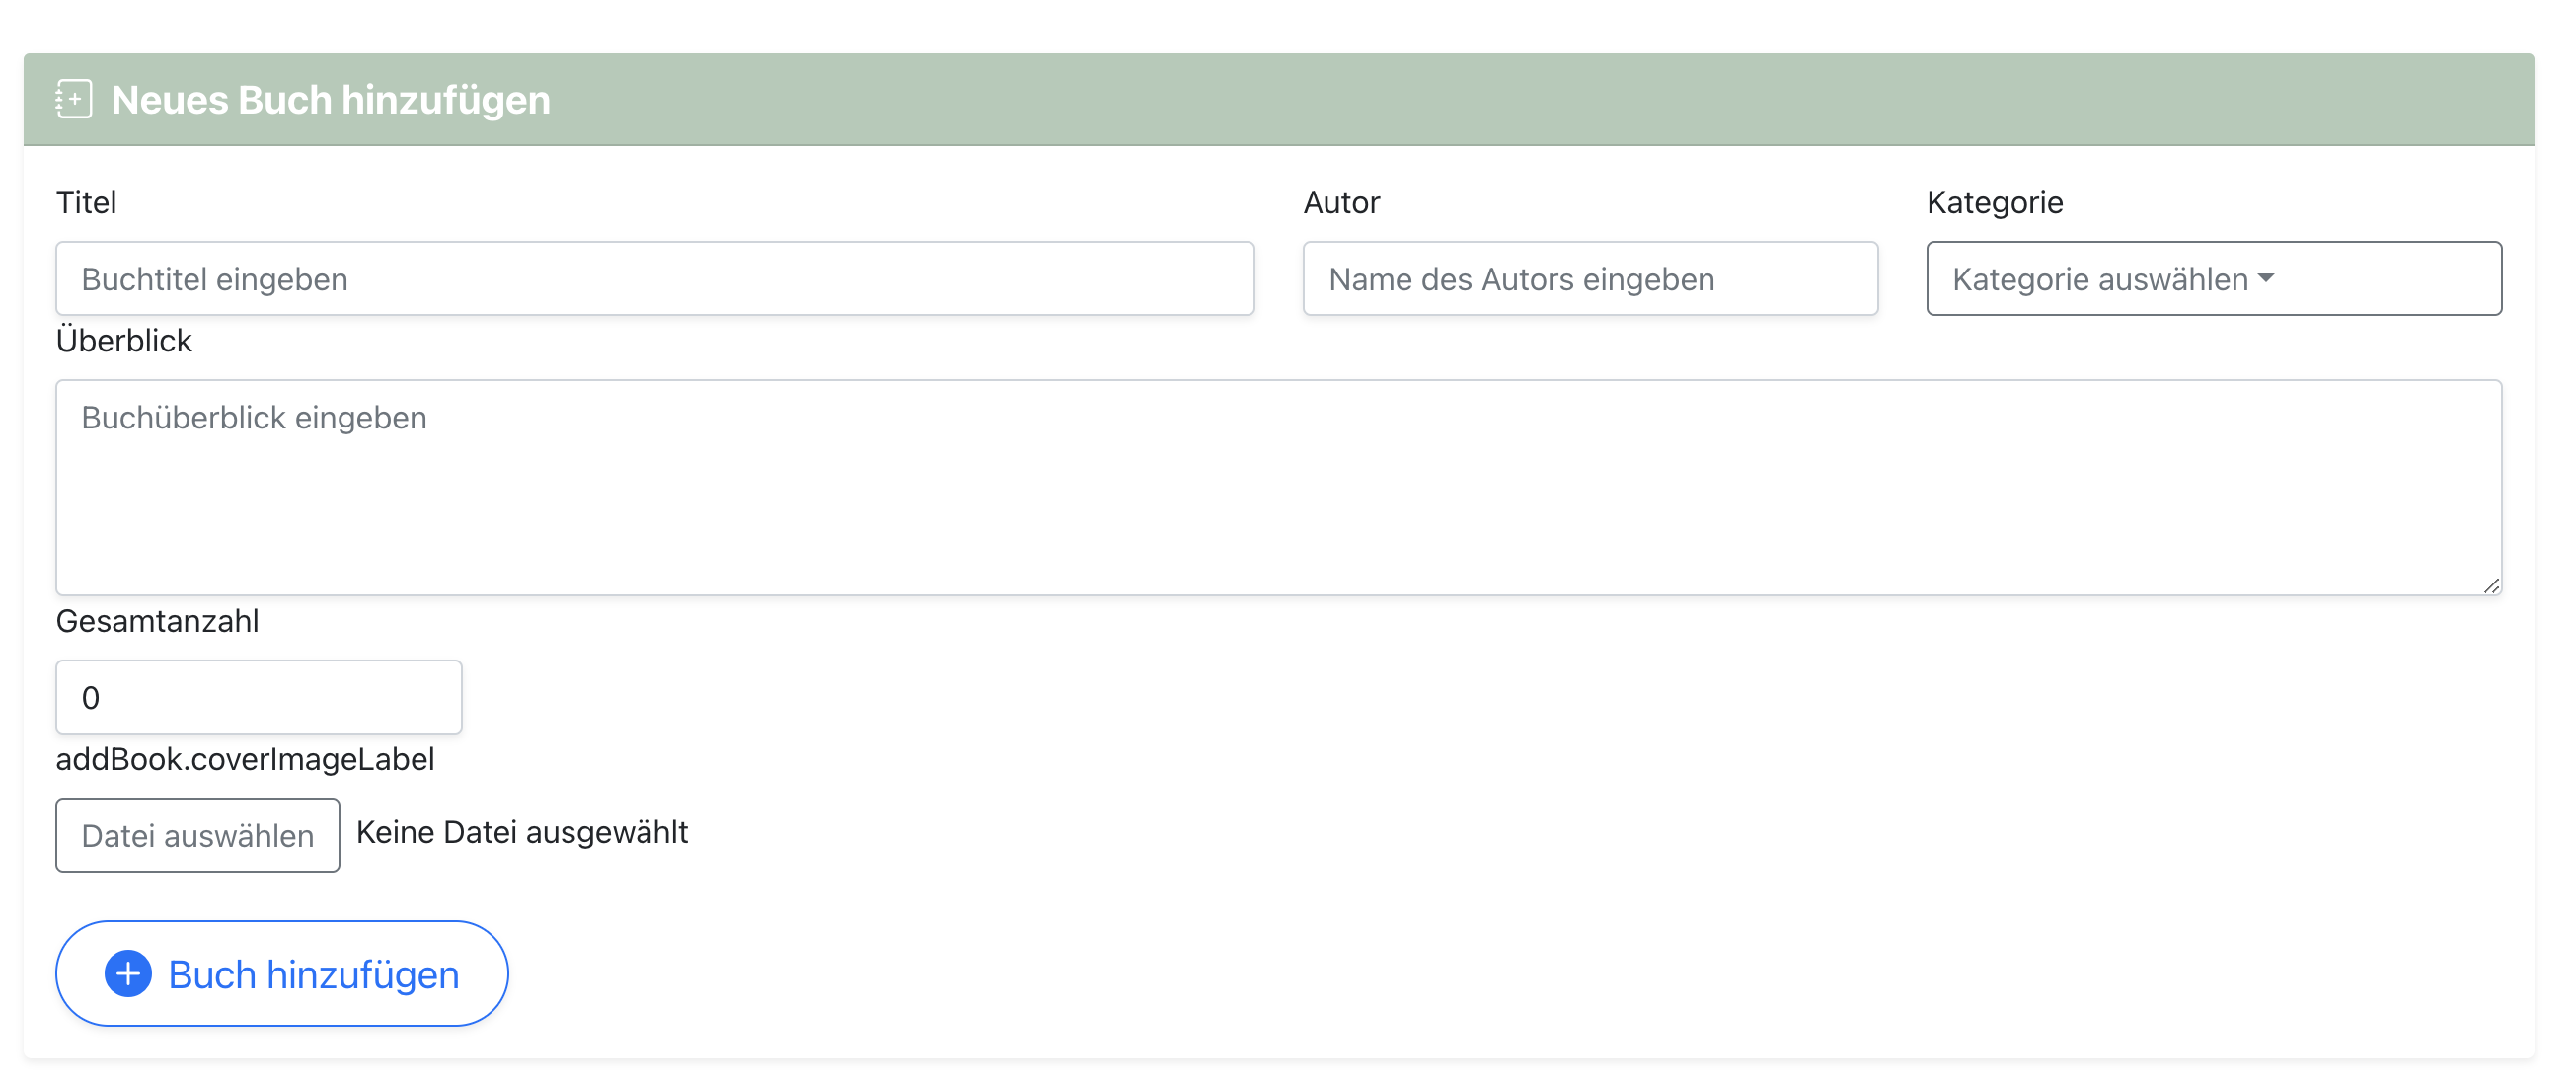 Neues Buch hinzufügen
Titel
Autor
Kategorie
Buchtitel eingeben
Name des Autors eingeben
Kategorie auswählen
Überblick
Buchüberblick eingeben
Gesamtanzahl
0
addBook.coverImageLabel
Datei auswählen
Keine Datei ausgewählt
Buch hinzufügen